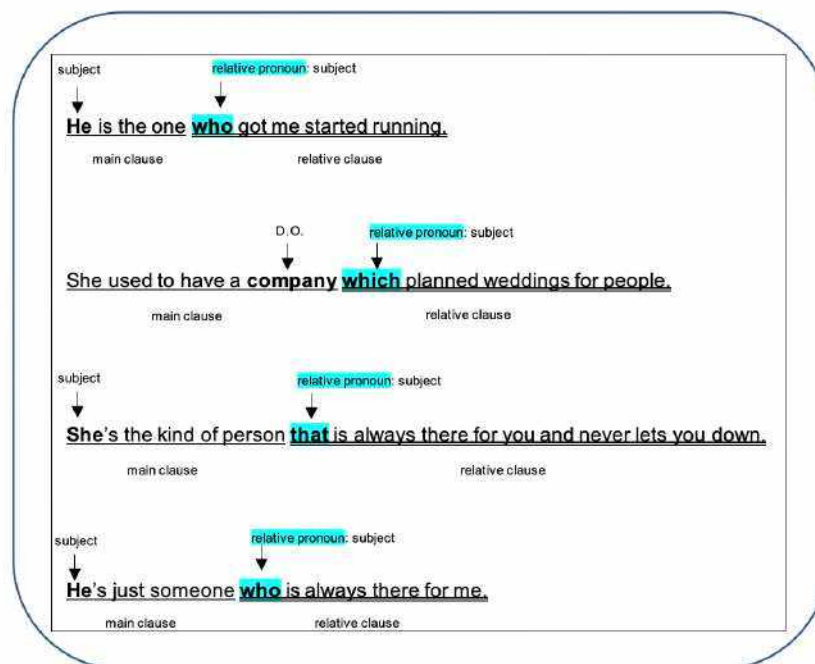 subject relative pronoun: subject
He is the one who got me started running.
main clause relative clause
D.O. relative pronoun: subject
She used to have a company which planned weddings for people.
main clause relative clause
subject relative pronoun: subject
She's the kind of person that is always there for you and never lets you down.
main clause relative clause
subject relative pronoun: subject
He's just someone who is always there for me.
main clause relative clause